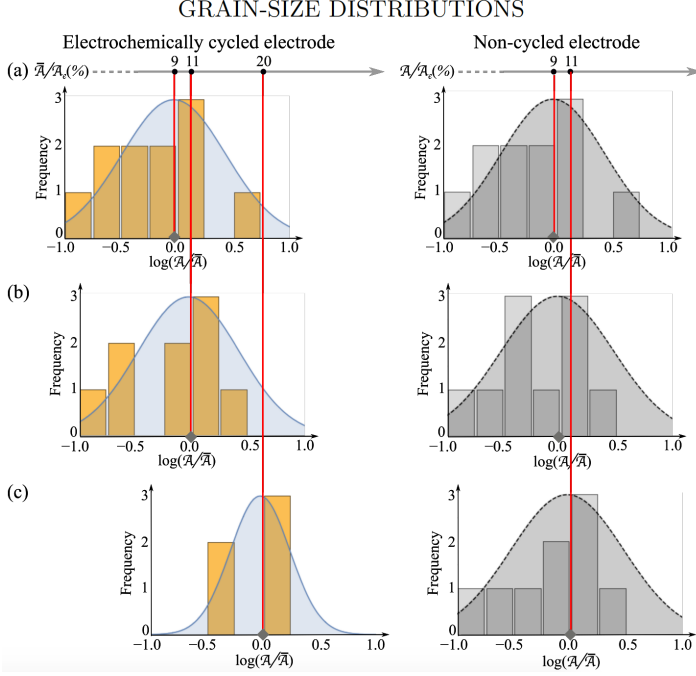 GRAIN-SIZE DISTRIBUTIONS
Electrochemically cycled electrode
Non-cycled electrode
(a) 𝒜̅/𝒜c(%) 9 11 20
𝒜/𝒜c(%) 9 11
3
2
1
0
Frequency
−1.0 −0.5 0.0 0.5 1.0
log(𝒜/𝒜̅)
3
2
1
0
Frequency
−1.0 −0.5 0.0 0.5 1.0
log(𝒜/𝒜̅)
(b)
3
2
1
0
Frequency
−1.0 −0.5 0.0 0.5 1.0
log(𝒜/𝒜̅)
3
2
1
0
Frequency
−1.0 −0.5 0.0 0.5 1.0
log(𝒜/𝒜̅)
(c)
3
2
1
0
Frequency
−1.0 −0.5 0.0 0.5 1.0
log(𝒜/𝒜̅)
3
2
1
0
Frequency
−1.0 −0.5 0.0 0.5 1.0
log(𝒜/𝒜̅)